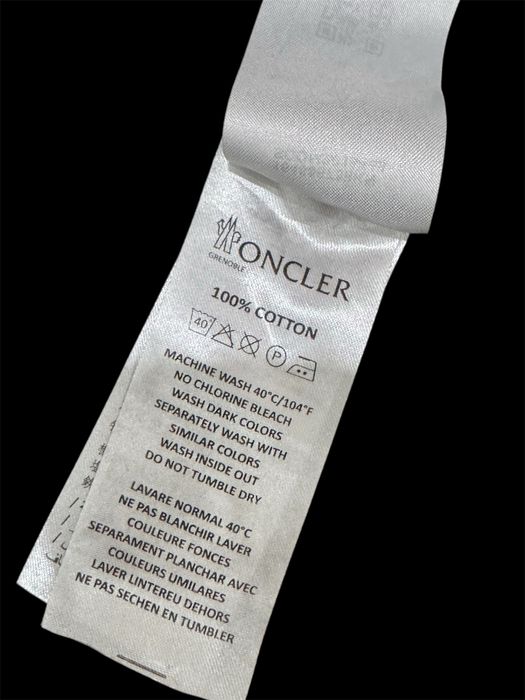 MONCLER
GRENOBLE
100% COTTON
40
P
MACHINE WASH 40°C/104°F
NO CHLORINE BLEACH
WASH DARK COLORS
SEPARATELY WASH WITH
SIMILAR COLORS
WASH INSIDE OUT
DO NOT TUMBLE DRY
LAVARE NORMAL 40°C
NE PAS BLANCHIR LAVER
COULEURE FONCES
SEPARAMENT PLANCHAR AVEC
COULEURS UMILARES
LAVER LINTEREU DEHORS
NE PAS SECHEN EN TUMBLER